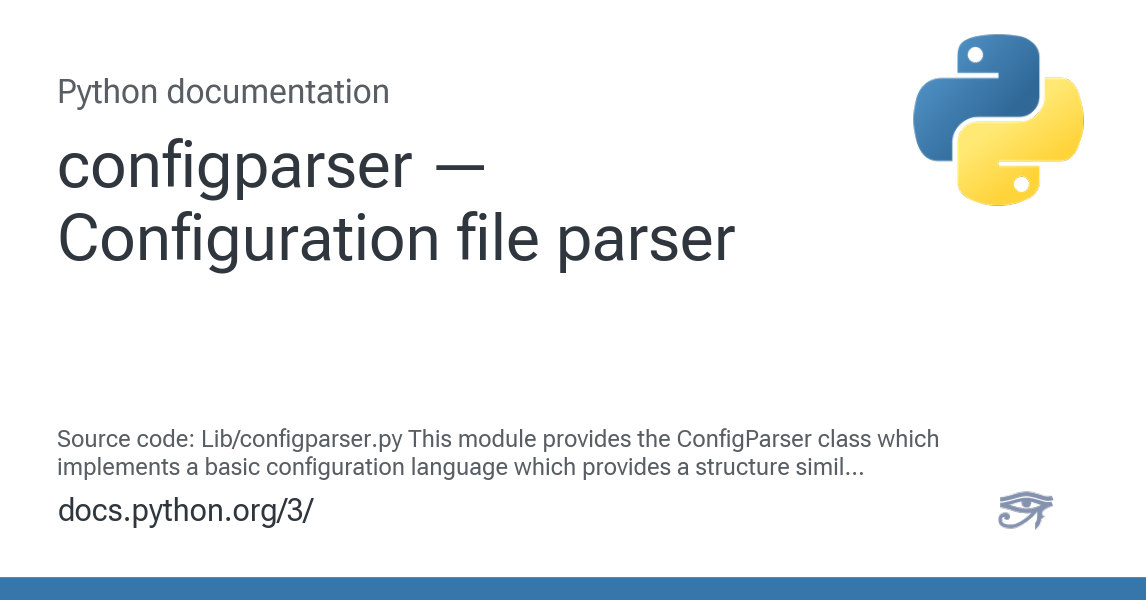 Python documentation
configparser —
Configuration file parser
Source code: Lib/configparser.py This module provides the ConfigParser class which
implements a basic configuration language which provides a structure simil...
docs.python.org/3/